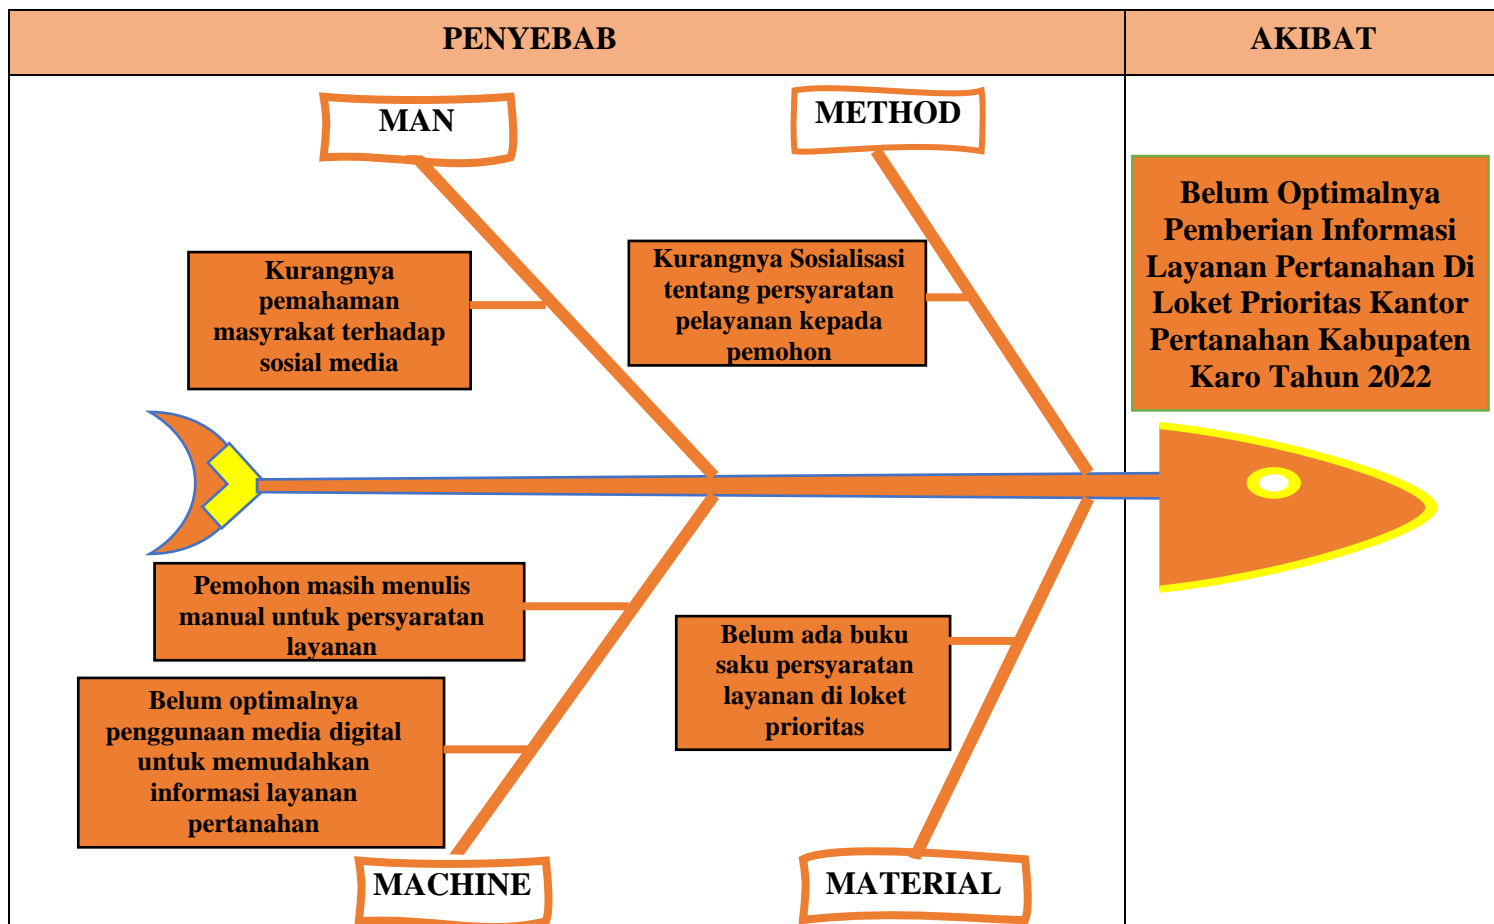 PENYEBAB
AKIBAT
MAN
METHOD
Kurangnya
pemahaman
masyrakat terhadap
sosial media
Kurangnya Sosialisasi
tentang persyaratan
pelayanan kepada
pemohon
Belum Optimalnya
Pemberian Informasi
Layanan Pertanahan Di
Loket Prioritas Kantor
Pertanahan Kabupaten
Karo Tahun 2022
Pemohon masih menulis
manual untuk persyaratan
layanan
Belum optimalnya
penggunaan media digital
untuk memudahkan
informasi layanan
pertanahan
Belum ada buku
saku persyaratan
layanan di loket
prioritas
MACHINE
MATERIAL